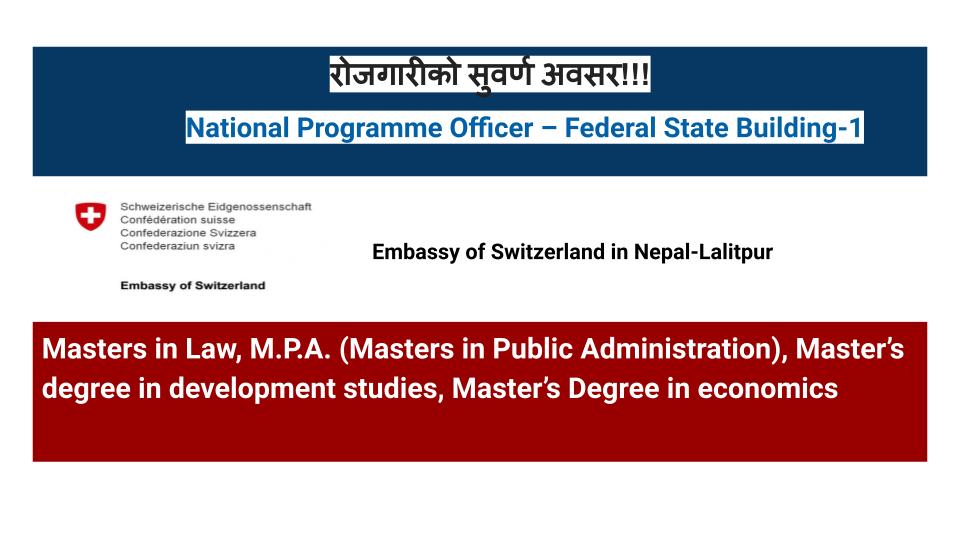 रोजगारीको सुवर्ण अवसर!!!
National Programme Officer – Federal State Building-1
Schweizerische Eidgenossenschaft
Confédération suisse
Confederazione Svizzera
Confederaziun svizra
Embassy of Switzerland
Embassy of Switzerland in Nepal-Lalitpur
Masters in Law, M.P.A. (Masters in Public Administration), Master’s
degree in development studies, Master’s Degree in economics